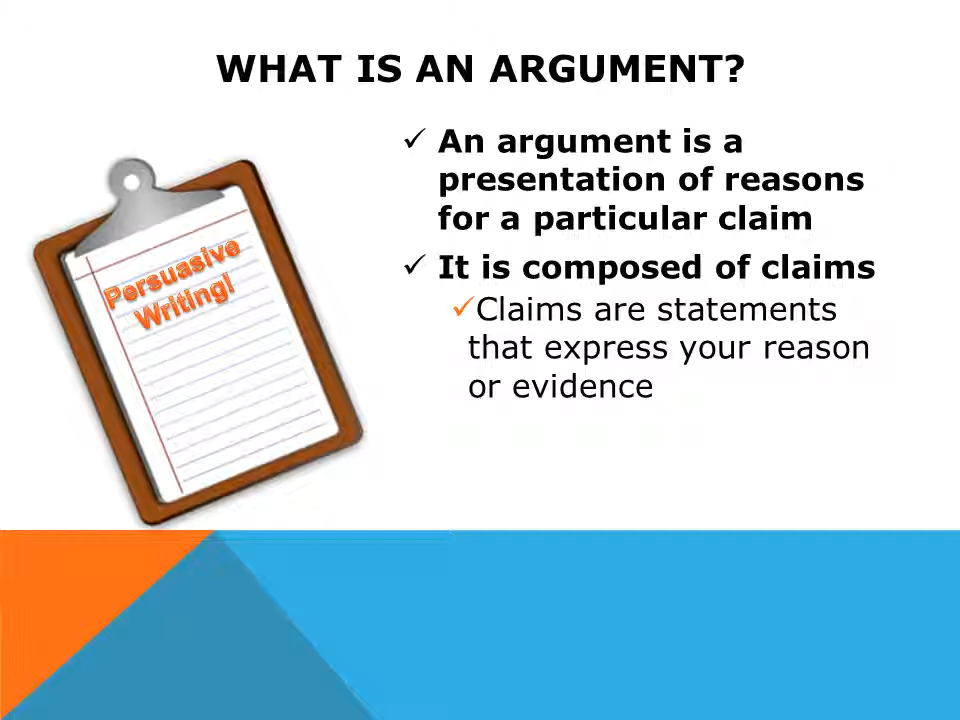 WHAT IS AN ARGUMENT?
Persuasive
Writing!
✓ An argument is a
presentation of reasons
for a particular claim
✓ It is composed of claims
✓Claims are statements
that express your reason
or evidence